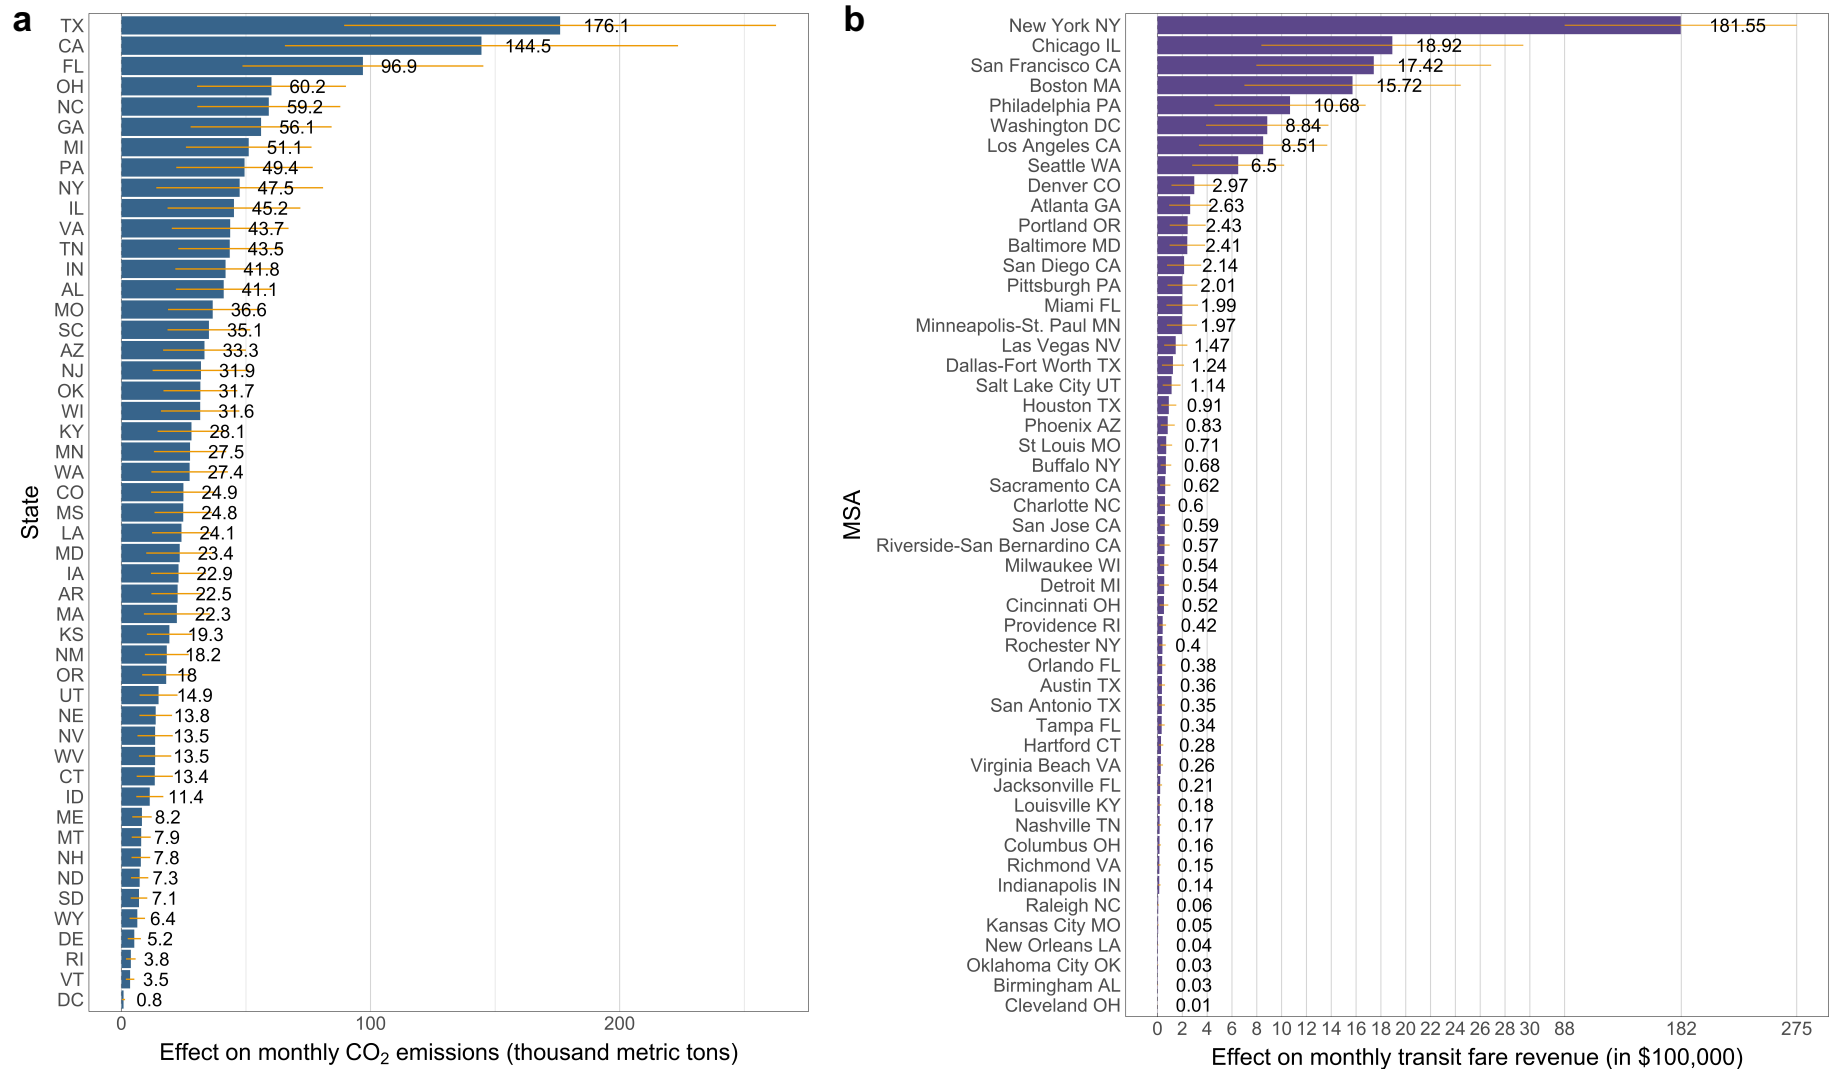 a
State
TX 176.1
CA 144.5
FL 96.9
OH 60.2
NC 59.2
GA 56.1
MI 51.1
PA 49.4
NY 47.5
IL 45.2
VA 43.7
TN 43.5
IN 41.8
AL 41.1
MO 36.6
SC 35.1
AZ 33.3
NJ 31.9
OK 31.7
WI 31.6
KY 28.1
MN 27.5
WA 27.4
CO 24.9
MS 24.8
LA 24.1
MD 23.4
IA 22.9
AR 22.5
MA 22.3
KS 19.3
NM 18.2
OR 18
UT 14.9
NE 13.8
NV 13.5
WV 13.5
CT 13.4
ID 11.4
ME 8.2
MT 7.9
NH 7.8
ND 7.3
SD 7.1
WY 6.4
DE 5.2
RI 3.8
VT 3.5
DC 0.8
0 100 200
Effect on monthly CO₂ emissions (thousand metric tons)
b
MSA
New York NY 181.55
Chicago IL 18.92
San Francisco CA 17.42
Boston MA 15.72
Philadelphia PA 10.68
Washington DC 8.84
Los Angeles CA 8.51
Seattle WA 6.5
Denver CO 2.97
Atlanta GA 2.63
Portland OR 2.43
Baltimore MD 2.41
San Diego CA 2.14
Pittsburgh PA 2.01
Miami FL 1.99
Minneapolis-St. Paul MN 1.97
Las Vegas NV 1.47
Dallas-Fort Worth TX 1.24
Salt Lake City UT 1.14
Houston TX 0.91
Phoenix AZ 0.83
St Louis MO 0.71
Buffalo NY 0.68
Sacramento CA 0.62
Charlotte NC 0.6
San Jose CA 0.59
Riverside-San Bernardino CA 0.57
Milwaukee WI 0.54
Detroit MI 0.54
Cincinnati OH 0.52
Providence RI 0.42
Rochester NY 0.4
Orlando FL 0.38
Austin TX 0.36
San Antonio TX 0.35
Tampa FL 0.34
Hartford CT 0.28
Virginia Beach VA 0.26
Jacksonville FL 0.21
Louisville KY 0.18
Nashville TN 0.17
Columbus OH 0.16
Richmond VA 0.15
Indianapolis IN 0.14
Raleigh NC 0.06
Kansas City MO 0.05
New Orleans LA 0.04
Oklahoma City OK 0.03
Birmingham AL 0.03
Cleveland OH 0.01
0 2 4 6 8 10 12 14 16 18 20 22 24 26 28 30 88 182 275
Effect on monthly transit fare revenue (in $100,000)